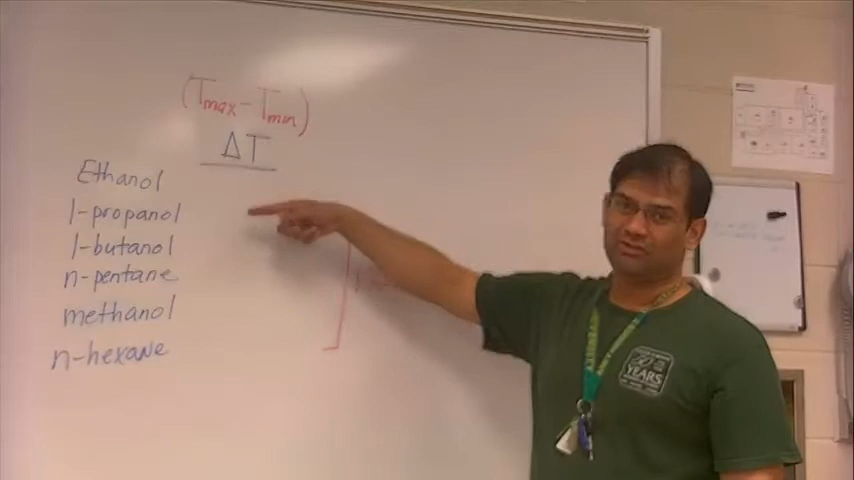 (Tmax - Tmin)
ΔT
Ethanol
1-propanol
1-butanol
n-pentane
methanol
n-hexane
YEARS